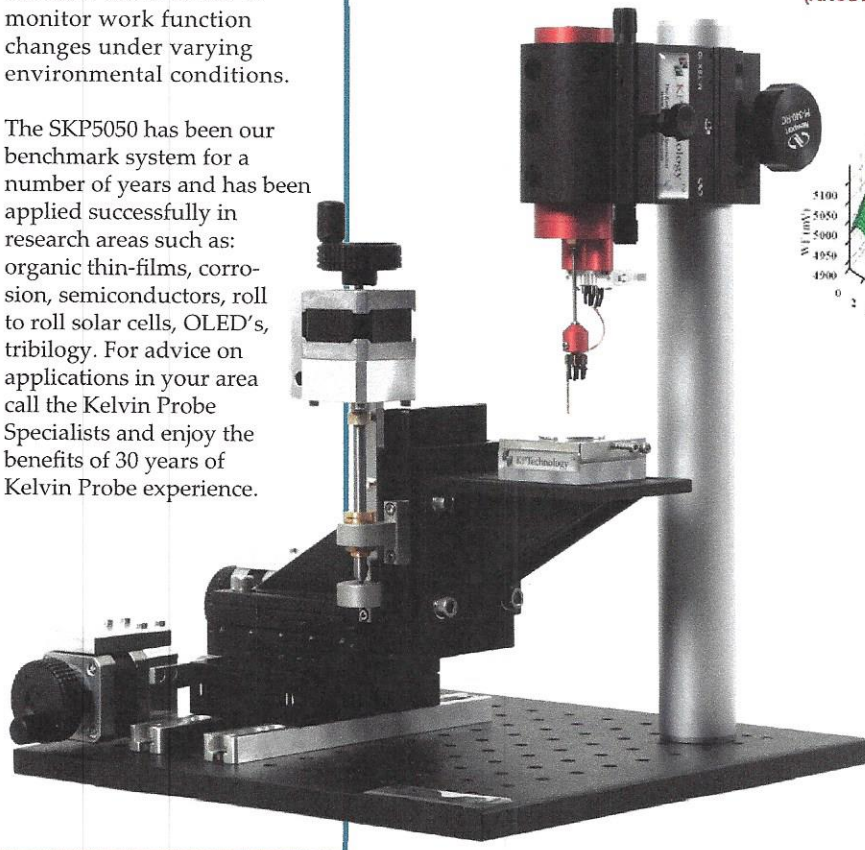 monitor work function
changes under varying
environmental conditions.
The SKP5050 has been our
benchmark system for a
number of years and has been
applied successfully in
research areas such as:
organic thin-films, corro-
sion, semiconductors, roll
to roll solar cells, OLED's,
tribilogy. For advice on
applications in your area
call the Kelvin Probe
Specialists and enjoy the
benefits of 30 years of
Kelvin Probe experience.
Newport
KP Technology
WF (mV)
5100
5050
5000
4950
4900
0
2